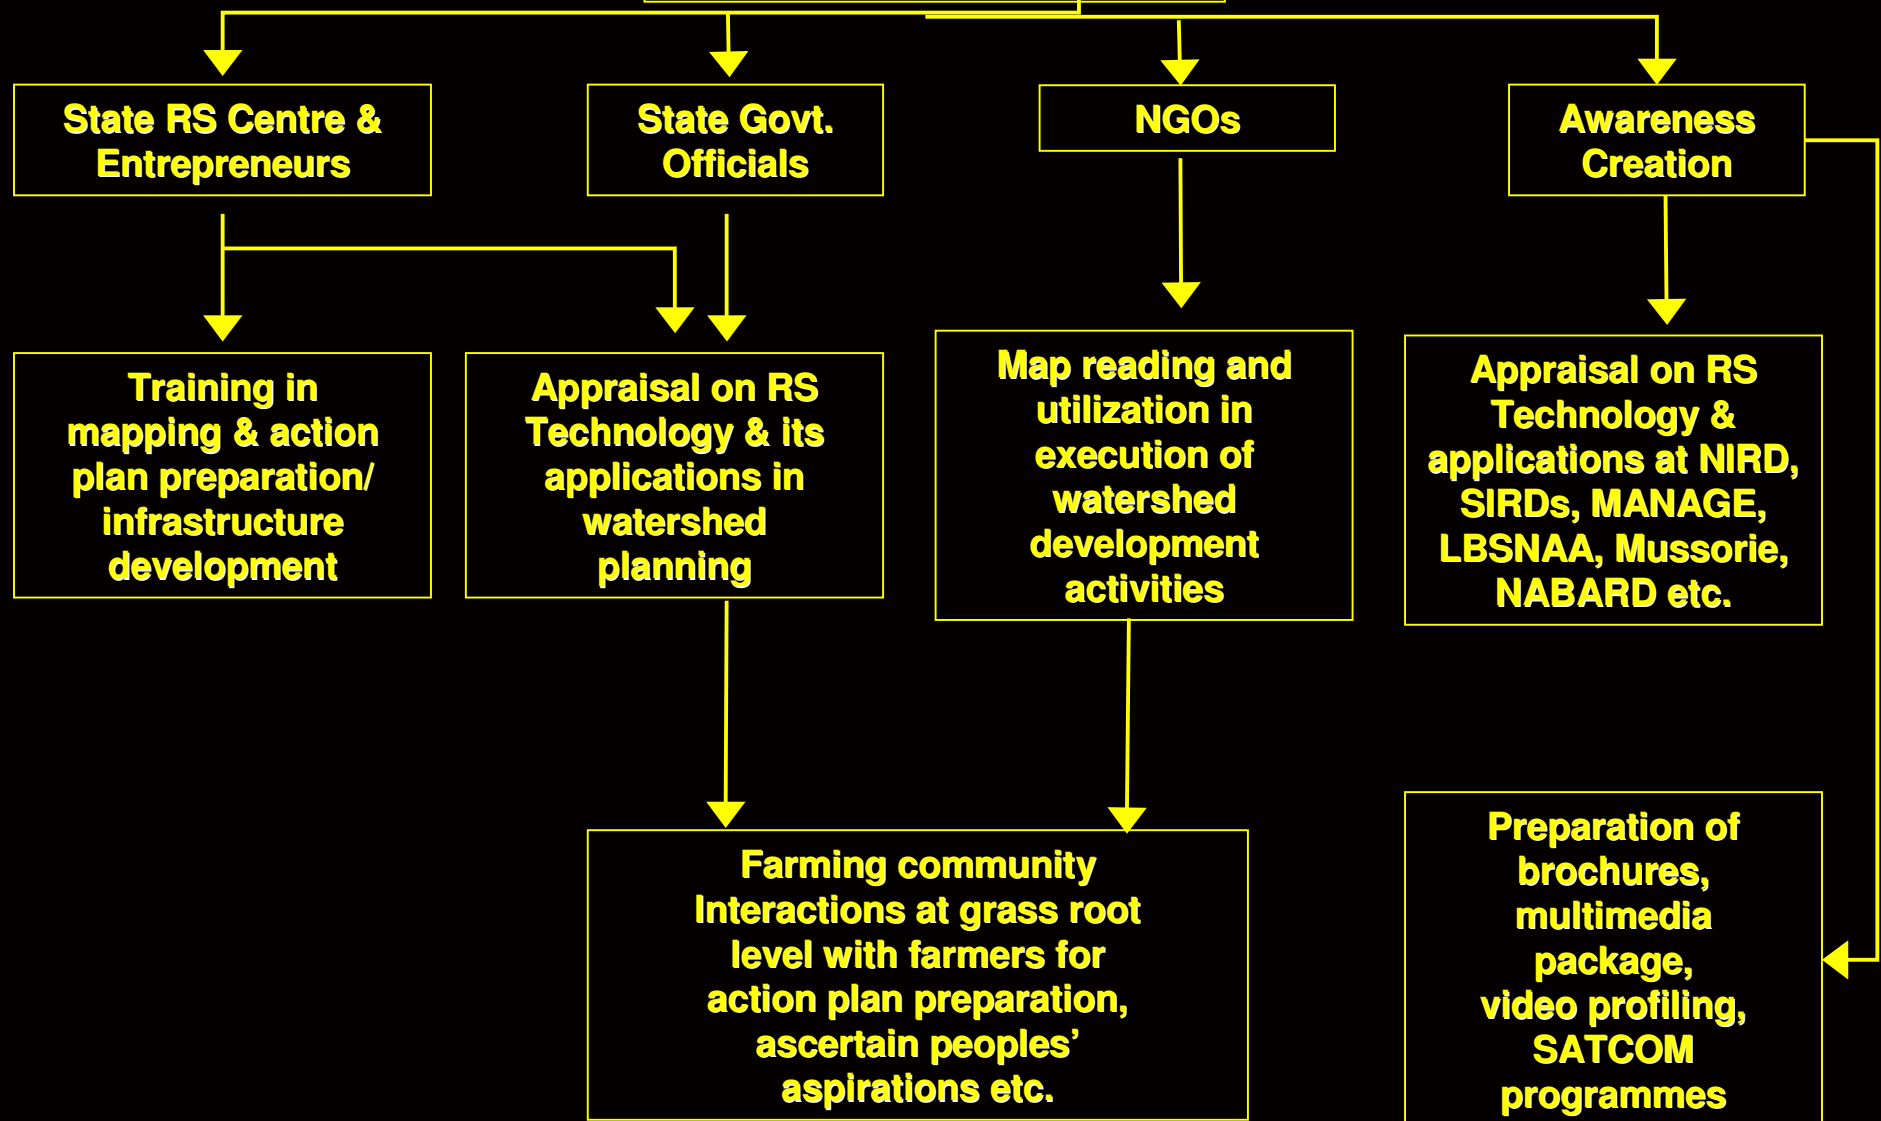 State RS Centre &
Entrepreneurs
State Govt.
Officials
NGOs
Awareness
Creation
Training in
mapping & action
plan preparation/
infrastructure
development
Appraisal on RS
Technology & its
applications in
watershed
planning
Map reading and
utilization in
execution of
watershed
development
activities
Appraisal on RS
Technology &
applications at NIRD,
SIRDs, MANAGE,
LBSNAA, Mussorie,
NABARD etc.
Farming community
Interactions at grass root
level with farmers for
action plan preparation,
ascertain peoples’
aspirations etc.
Preparation of
brochures,
multimedia
package,
video profiling,
SATCOM
programmes